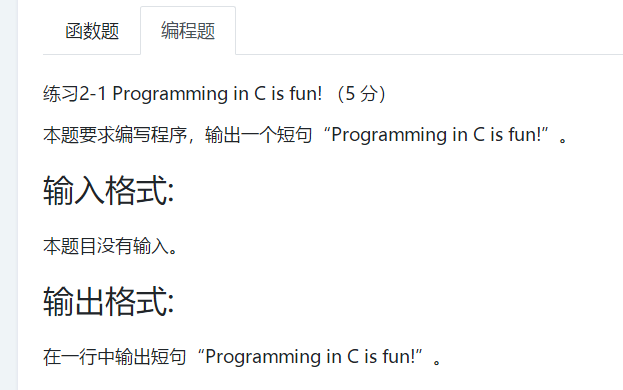 函数题 编程题
练习2-1 Programming in C is fun! （5 分）
本题要求编写程序，输出一个短句“Programming in C is fun!”。
输入格式:
本题目没有输入。
输出格式:
在一行中输出短句“Programming in C is fun!”。